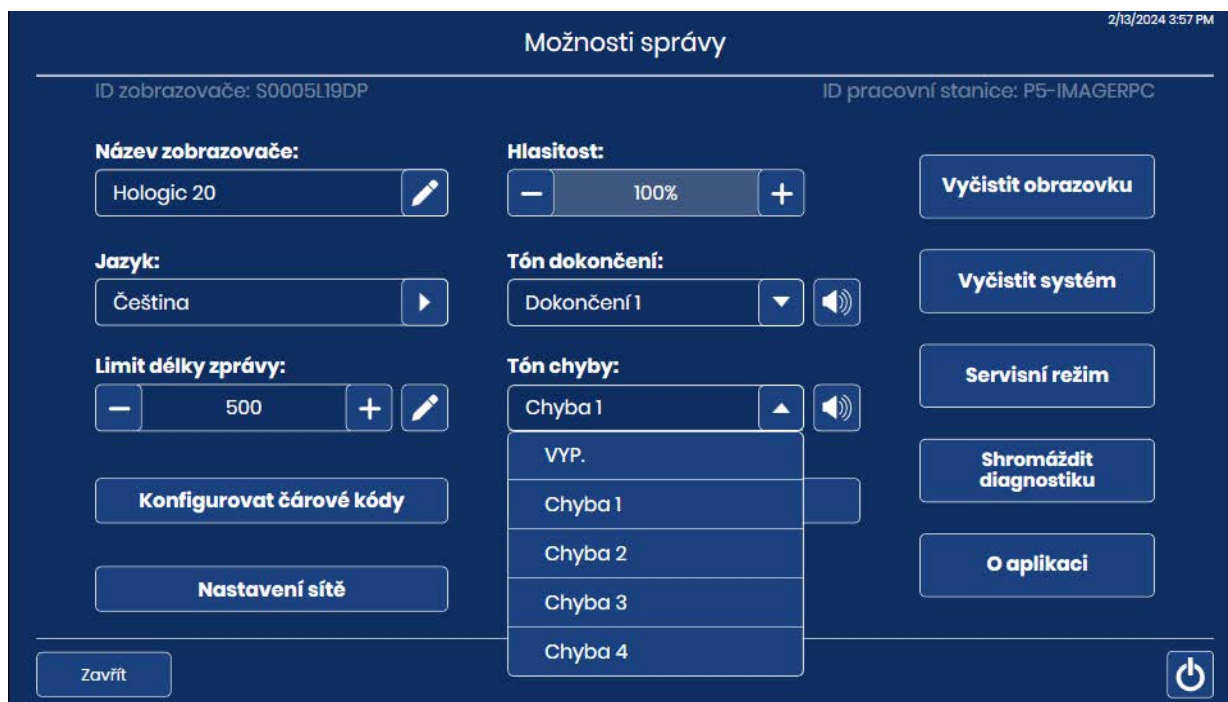 2/13/2024 3:57 PM
Možnosti správy
ID zobrazovače: S0005L19DP
ID pracovní stanice: P5-IMAGERPC
Název zobrazovače:
Hologic 20
Hlasitost:
100%
Vyčistit obrazovku
Jazyk:
Čeština
Tón dokončení:
Dokončení 1
Vyčistit systém
Limit délky zprávy:
500
Tón chyby:
Chyba 1
Servisní režim
VYP.
Chyba 1
Chyba 2
Chyba 3
Chyba 4
Konfigurovat čárové kódy
Shromáždit
diagnostiku
Nastavení sítě
O aplikaci
Zavřít